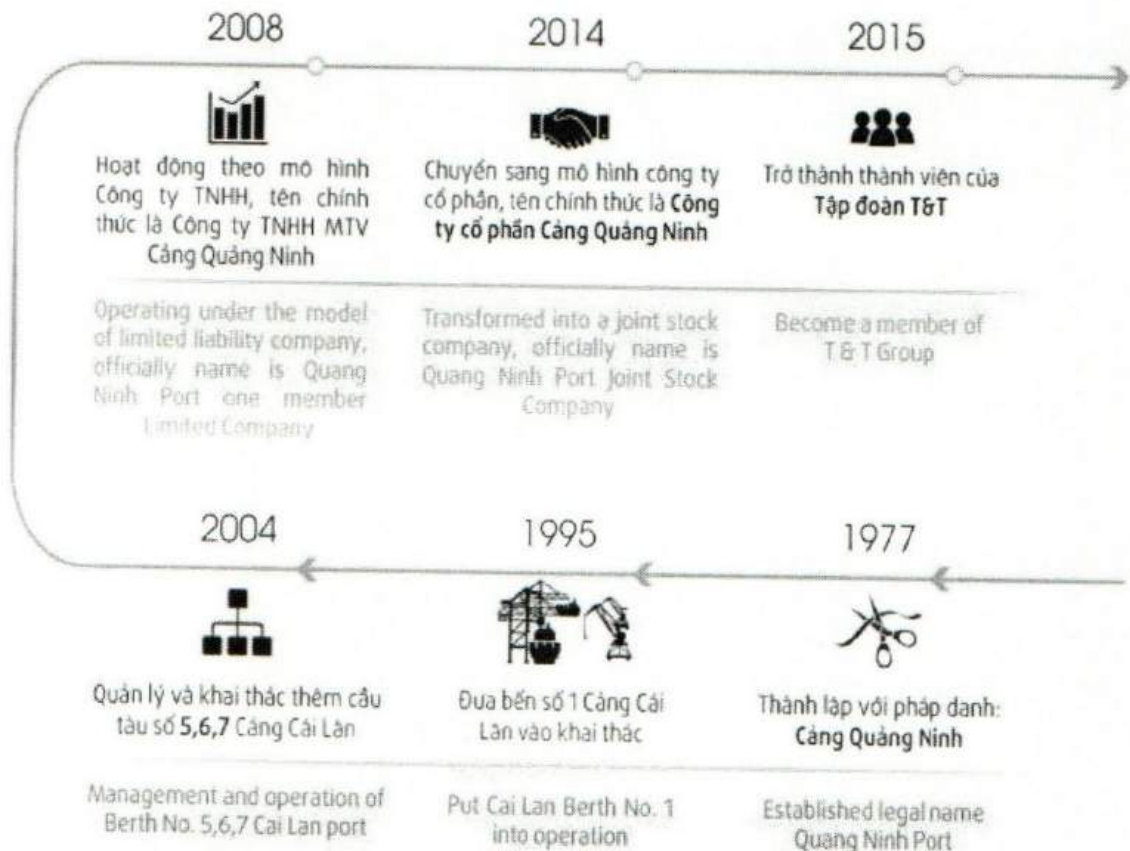 2008
Hoạt động theo mô hình
Công ty TNHH, tên chính
thức là Công ty TNHH MTV
Cảng Quảng Ninh
Operating under the model
of limited liability company,
officially name is Quang
Ninh Port one member
Limited Company
2014
Chuyển sang mô hình công ty
cổ phần, tên chính thức là Công
ty cổ phần Cảng Quảng Ninh
Transformed into a joint stock
company, officially name is
Quang Ninh Port Joint Stock
Company
2015
Trở thành thành viên của
Tập đoàn T&T
Become a member of
T & T Group
2004
Quản lý và khai thác thêm cầu
tàu số 5,6,7 Cảng Cái Lân
Management and operation of
Berth No. 5,6,7 Cai Lan port
1995
Đưa bến số 1 Cảng Cái
Lân vào khai thác
Put Cai Lan Berth No. 1
into operation
1977
Thành lập với pháp danh:
Cảng Quảng Ninh
Established legal name
Quang Ninh Port